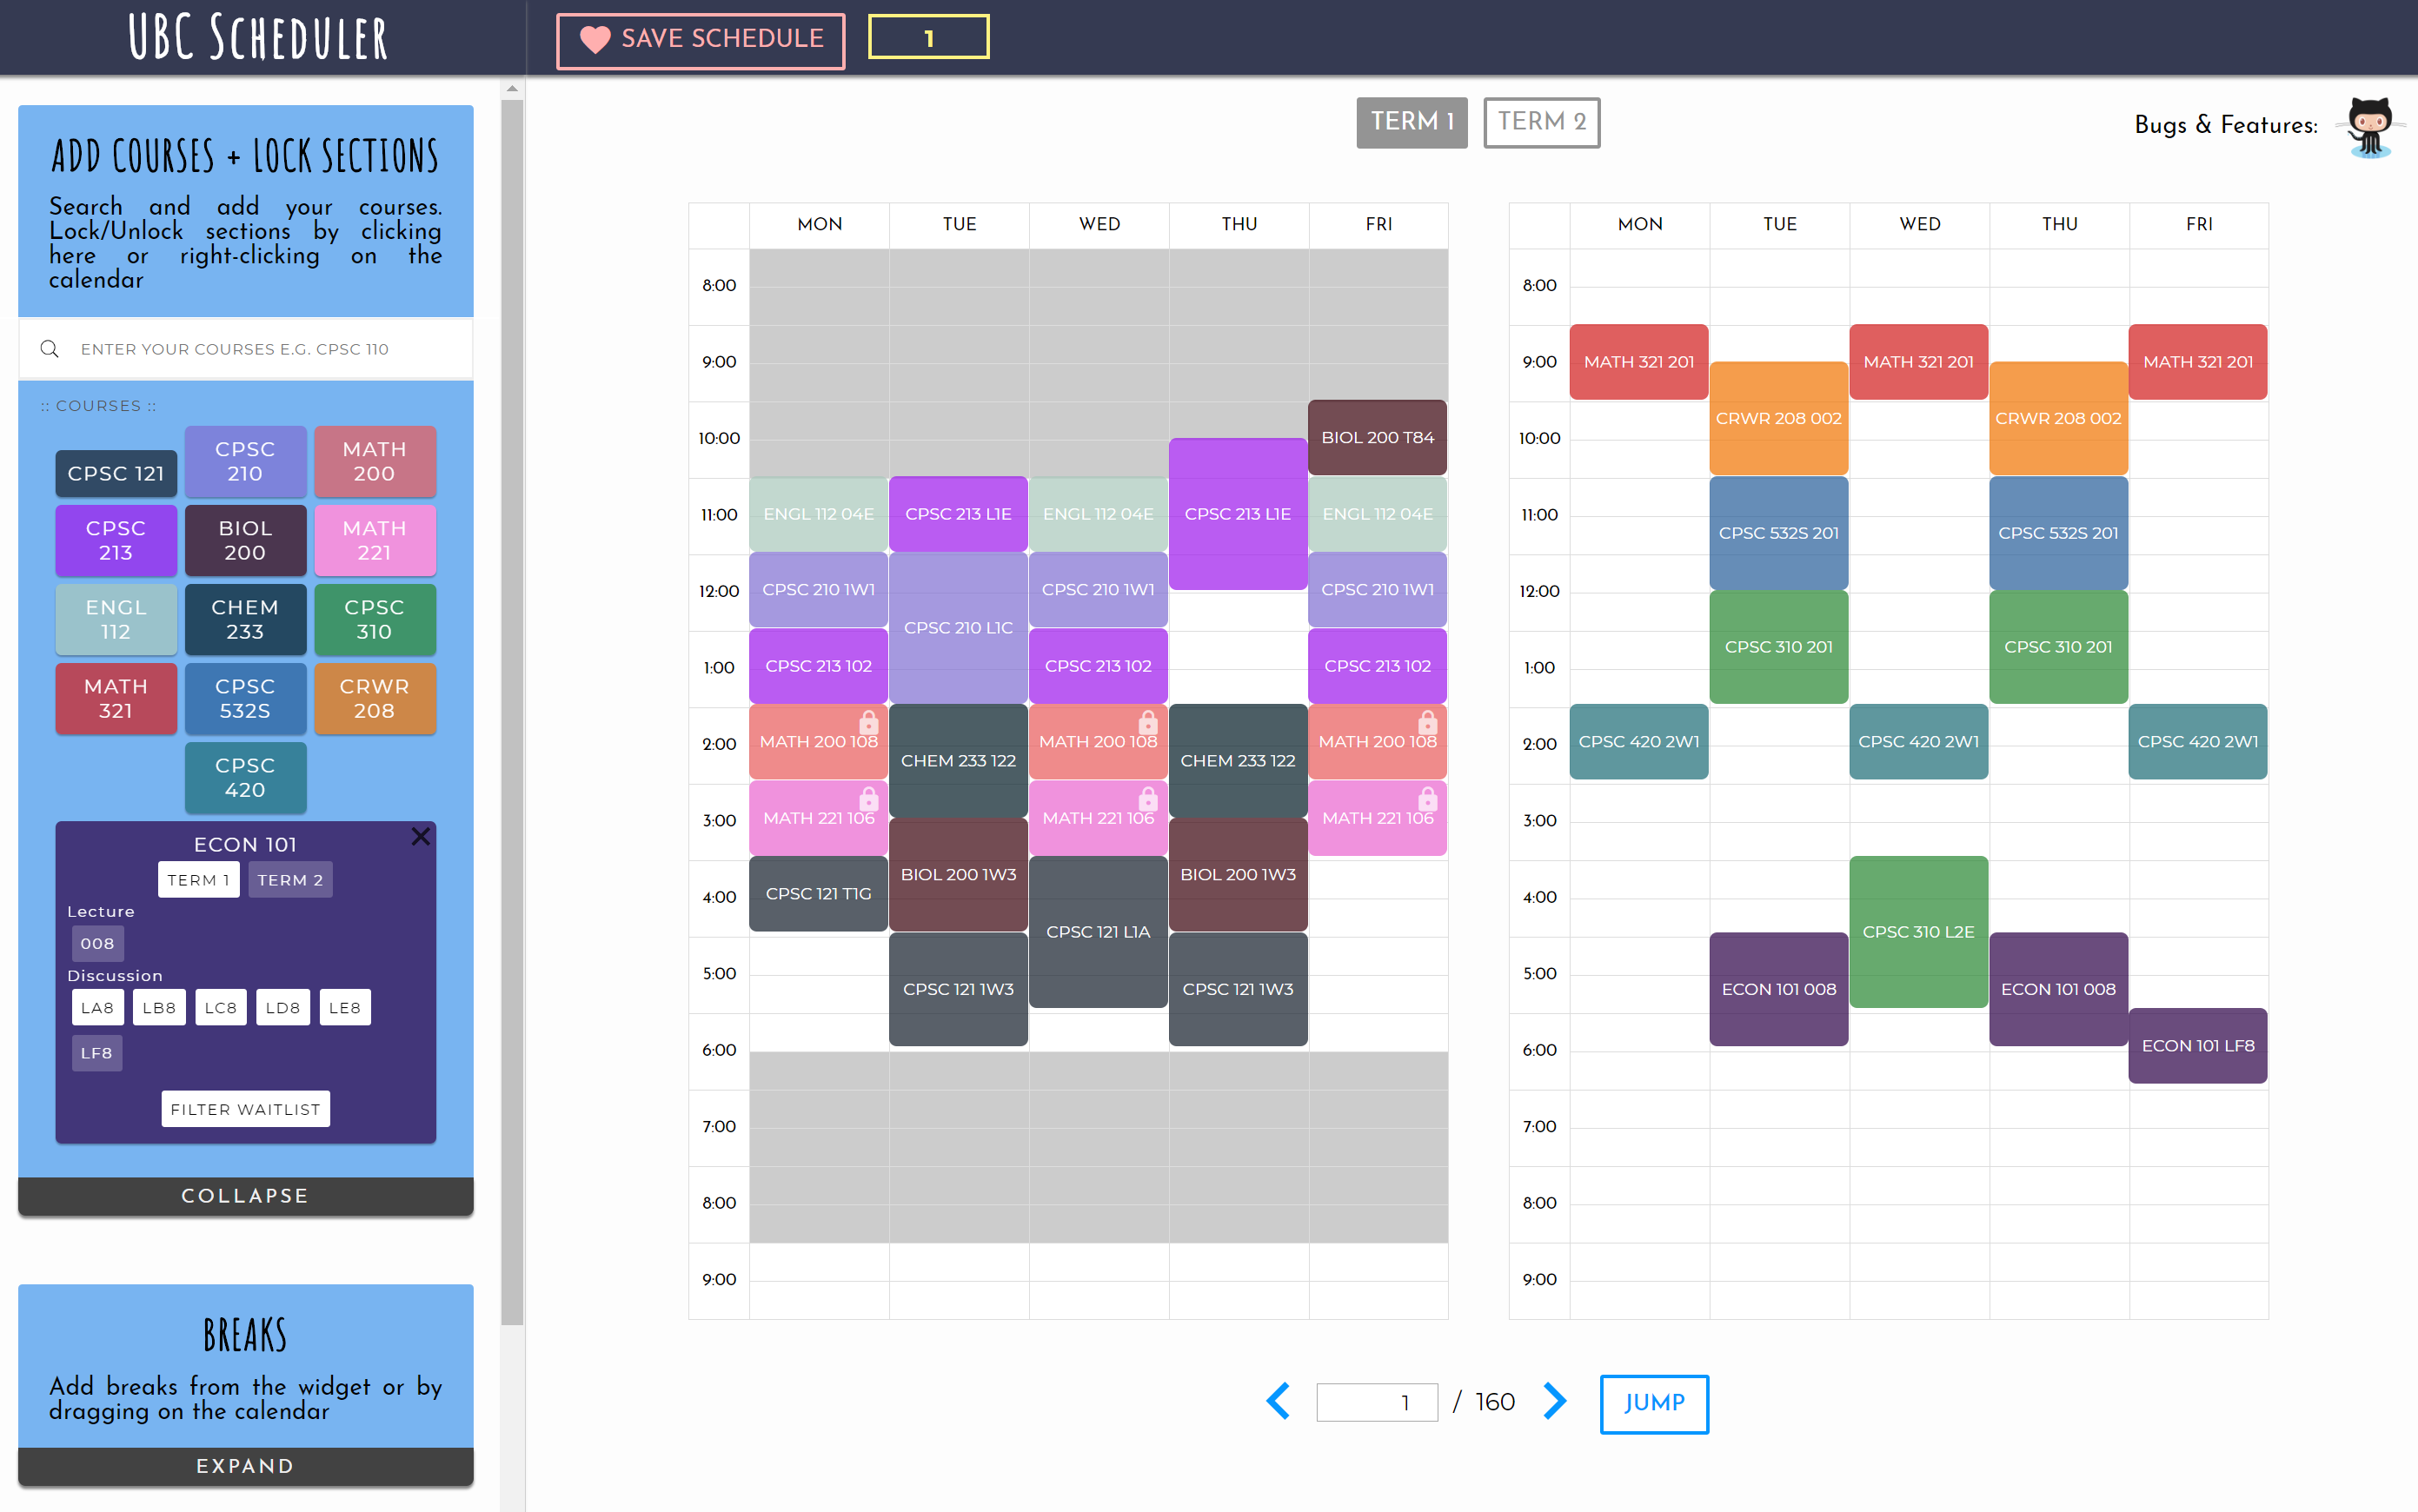 UBC Scheduler
SAVE SCHEDULE
1
ADD COURSES + LOCK SECTIONS
Search and add your courses.
Lock/Unlock sections by clicking
here or right-clicking on the
calendar
ENTER YOUR COURSES E.G. CPSC 110
:: COURSES ::
CPSC 121
CPSC
210
MATH
200
CPSC
213
BIOL
200
MATH
221
ENGL
112
CHEM
233
CPSC
310
MATH
321
CPSC
532S
CRWR
208
CPSC
420
ECON 101
TERM 1
TERM 2
Lecture
008
Discussion
LA8
LB8
LC8
LD8
LE8
LF8
FILTER WAITLIST
COLLAPSE
BREAKS
Add breaks from the widget or by
dragging on the calendar
EXPAND
TERM 1
TERM 2
Bugs & Features:
MON TUE WED THU FRI
8:00
9:00
BIOL 200 T84
10:00
11:00 ENGL 112 04E CPSC 213 L1E ENGL 112 04E CPSC 213 L1E ENGL 112 04E
12:00 CPSC 210 1W1 CPSC 210 1W1 CPSC 210 1W1
CPSC 210 L1C
1:00 CPSC 213 102 CPSC 213 102 CPSC 213 102
2:00 MATH 200 108 MATH 200 108 MATH 200 108
CHEM 233 122 CHEM 233 122
3:00 MATH 221 106 MATH 221 106 MATH 221 106
BIOL 200 1W3 BIOL 200 1W3
4:00 CPSC 121 T1G
CPSC 121 L1A
5:00 CPSC 121 1W3 CPSC 121 1W3
6:00
7:00
8:00
9:00
MON TUE WED THU FRI
8:00
9:00 MATH 321 201 MATH 321 201 MATH 321 201
CRWR 208 002 CRWR 208 002
10:00
11:00 CPSC 532S 201 CPSC 532S 201
12:00
CPSC 310 201 CPSC 310 201
1:00
2:00 CPSC 420 2W1 CPSC 420 2W1 CPSC 420 2W1
3:00
4:00
CPSC 310 L2E
5:00 ECON 101 008 ECON 101 008
6:00 ECON 101 LF8
7:00
8:00
9:00
1 / 160
JUMP